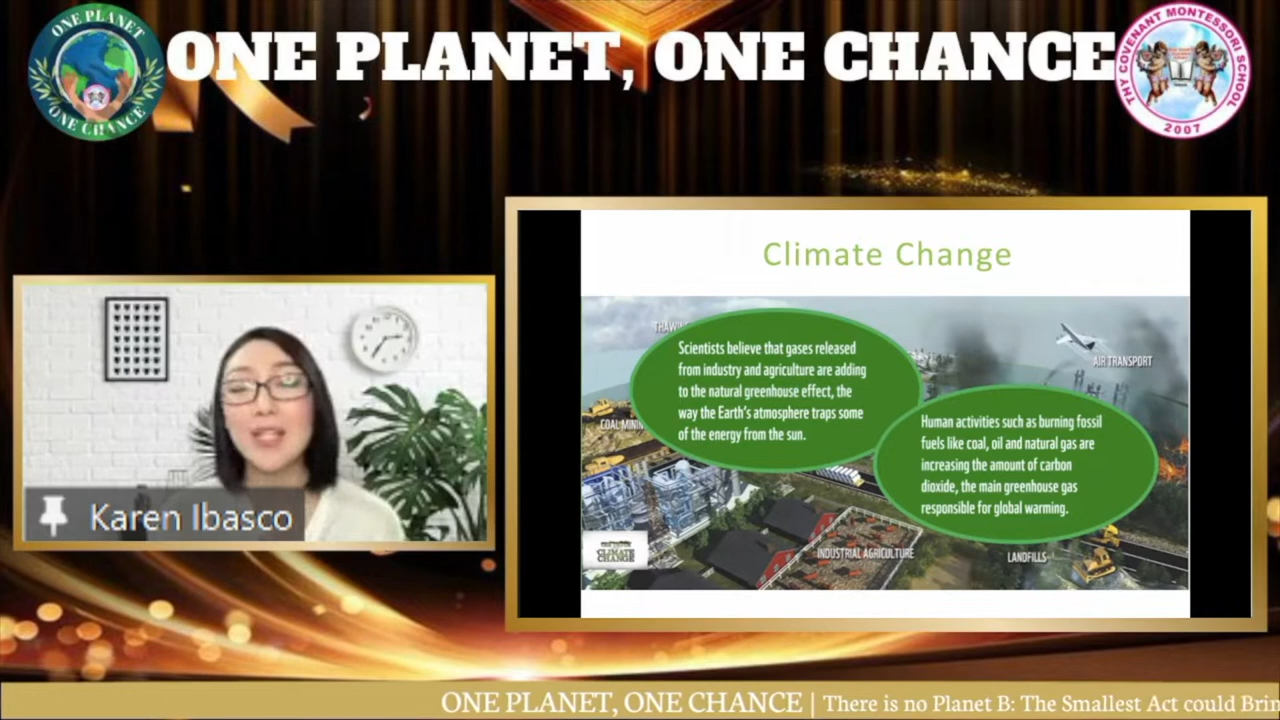 ONE PLANET
ONE CHANCE
ONE PLANET, ONE CHANCE
THY COVENANT MONTESSORI SCHOOL
2007
Karen Ibasco
Climate Change
Scientists believe that gases released
from industry and agriculture are adding
to the natural greenhouse effect, the
way the Earth's atmosphere traps some
of the energy from the sun.
AIR TRANSPORT
Human activities such as burning fossil
fuels like coal, oil and natural gas are
increasing the amount of carbon
dioxide, the main greenhouse gas
responsible for global warming.
COAL MININ
CLIMATE
CHANGE
INDUSTRIAL AGRICULTURE
LANDFILLS
ONE PLANET, ONE CHANCE | There is no Planet B: The Smallest Act could Brin